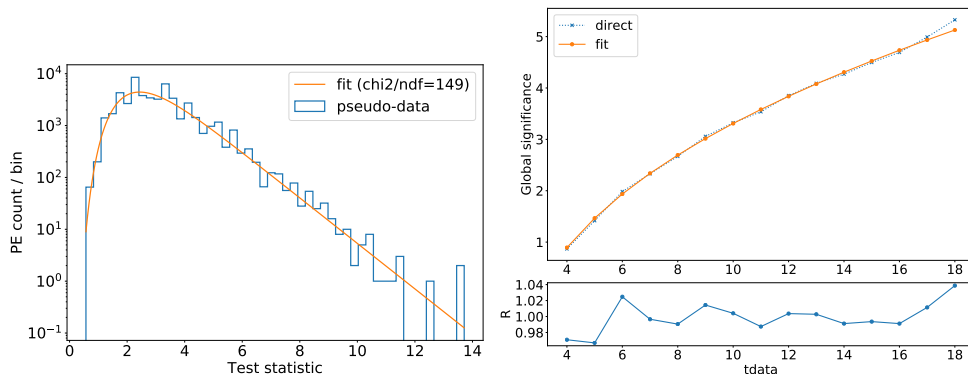 10^4
10^3
10^2
10^1
10^0
10^-1
PE count / bin
fit (chi2/ndf=149)
pseudo-data
0 2 4 6 8 10 12 14
Test statistic
5
4
3
2
1
Global significance
direct
fit
4 6 8 10 12 14 16 18
1.04
1.02
1.00
0.98
R
4 6 8 10 12 14 16 18
tdata